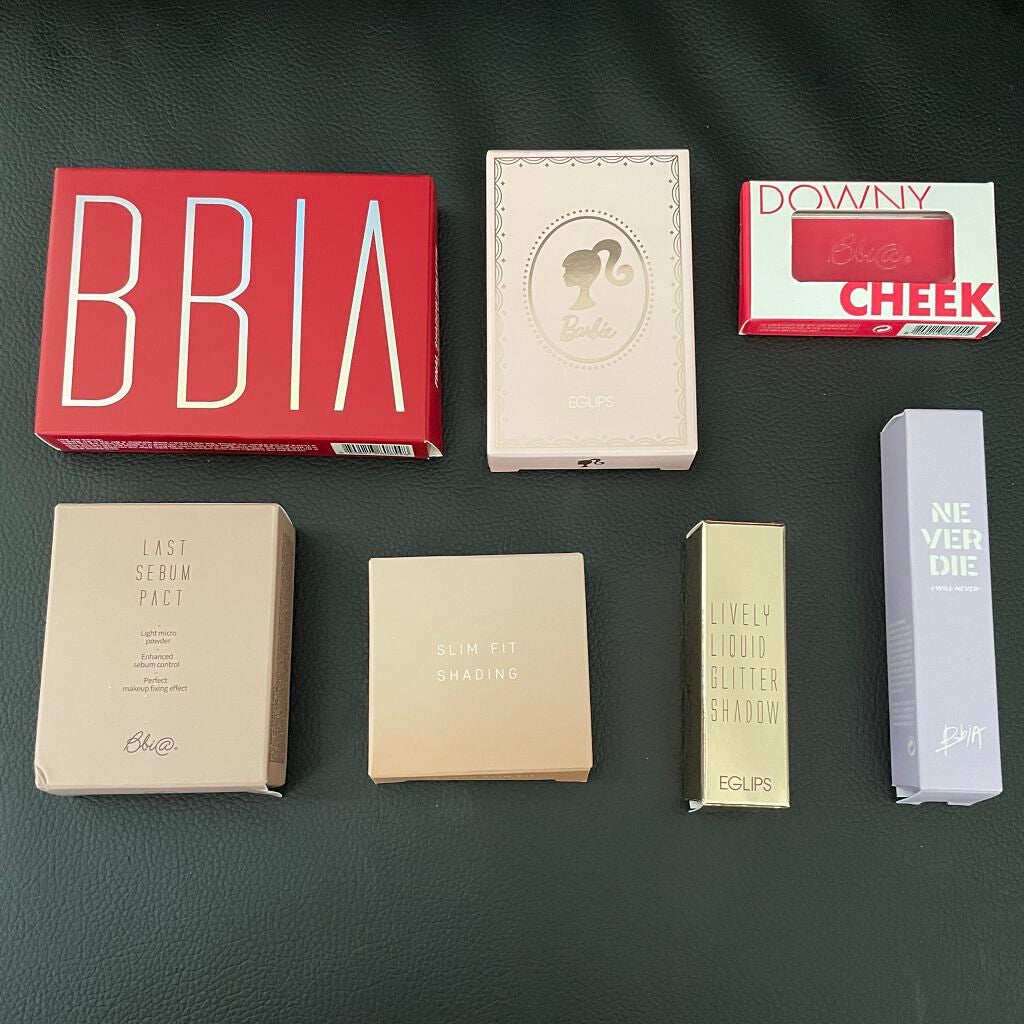 BBIA
Barbie
EGLIPS
DOWNY
Bbi@®
CHEEK
LAST
SEBUM
PACT
Light micro
powder
Enhanced
sebum control
Perfect
makeup fixing effect
Bbi@®
SLIM FIT
SHADING
LIVELY
LIQUID
GLITTER
SHADOW
EGLIPS
NE
VER
DIE
I WILL NEVER
BbIA